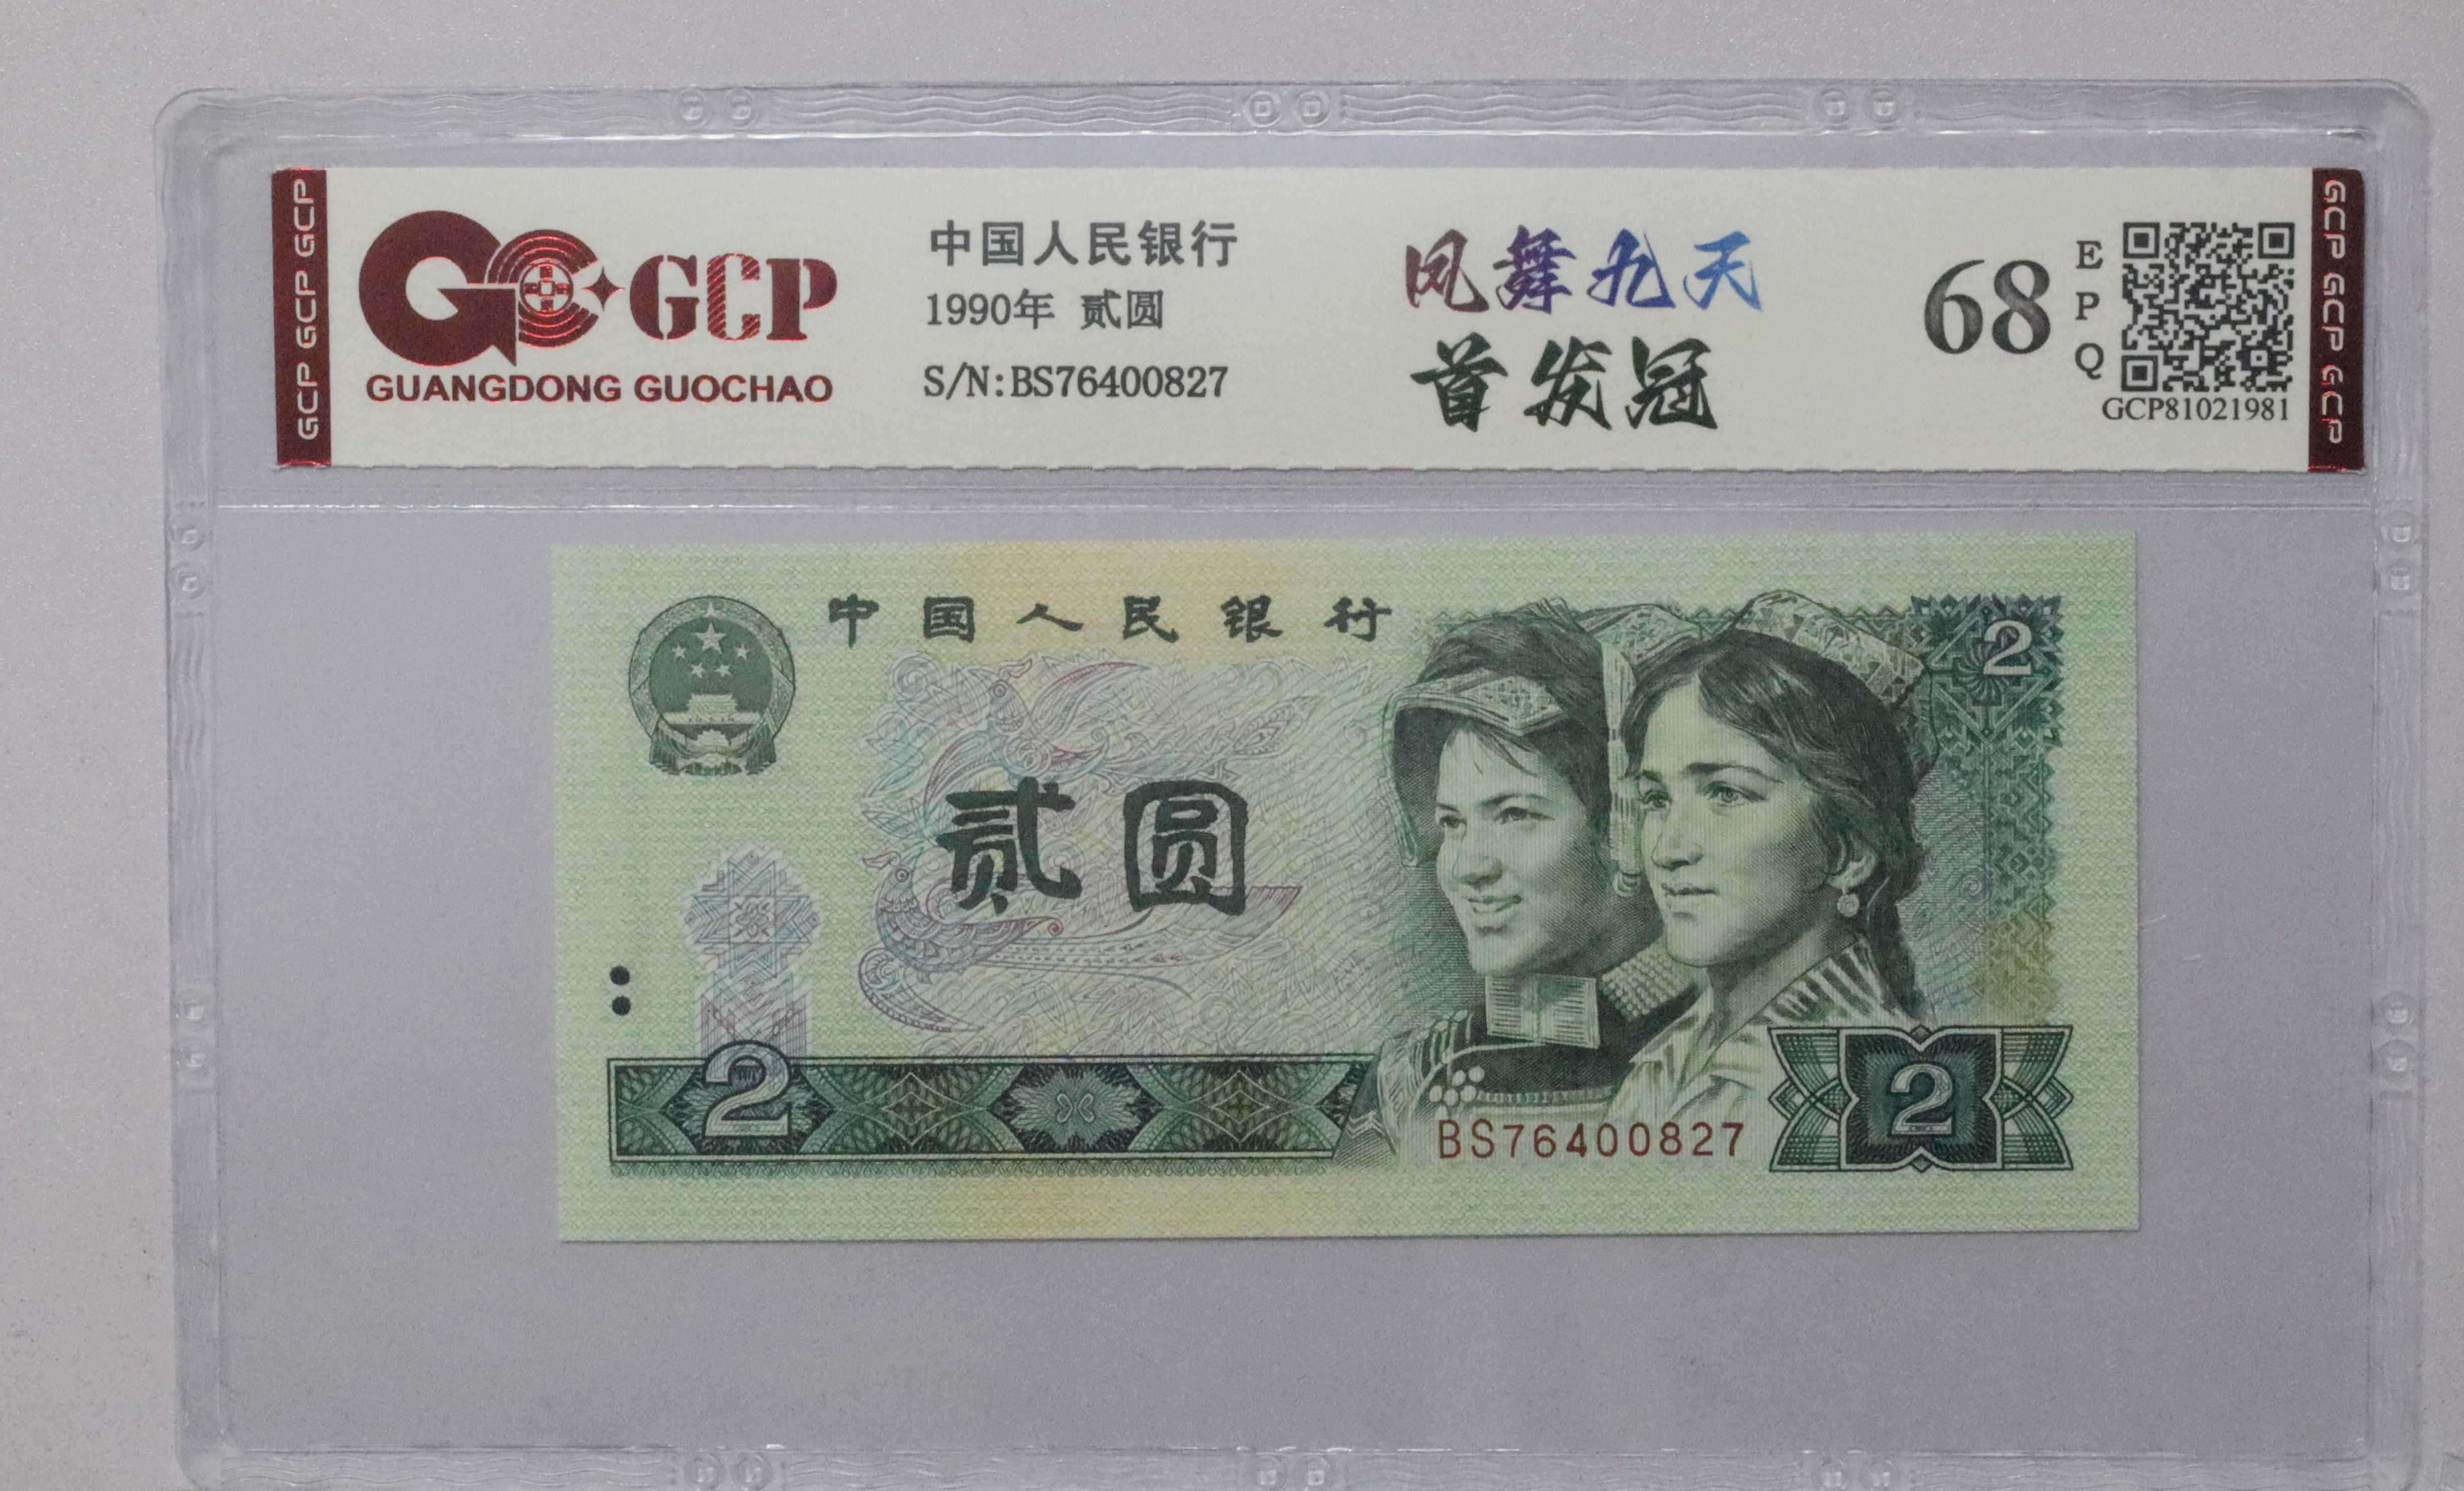 GCP GCP GCP
GCP
GUANGDONG GUOCHAO
中国人民银行
1990年 贰圆
S/N:BS76400827
凤舞九天
首发冠
68
E
P
Q
GCP81021981
GCP GCP GCP
中国人民银行
2
贰圆
2
2
BS76400827